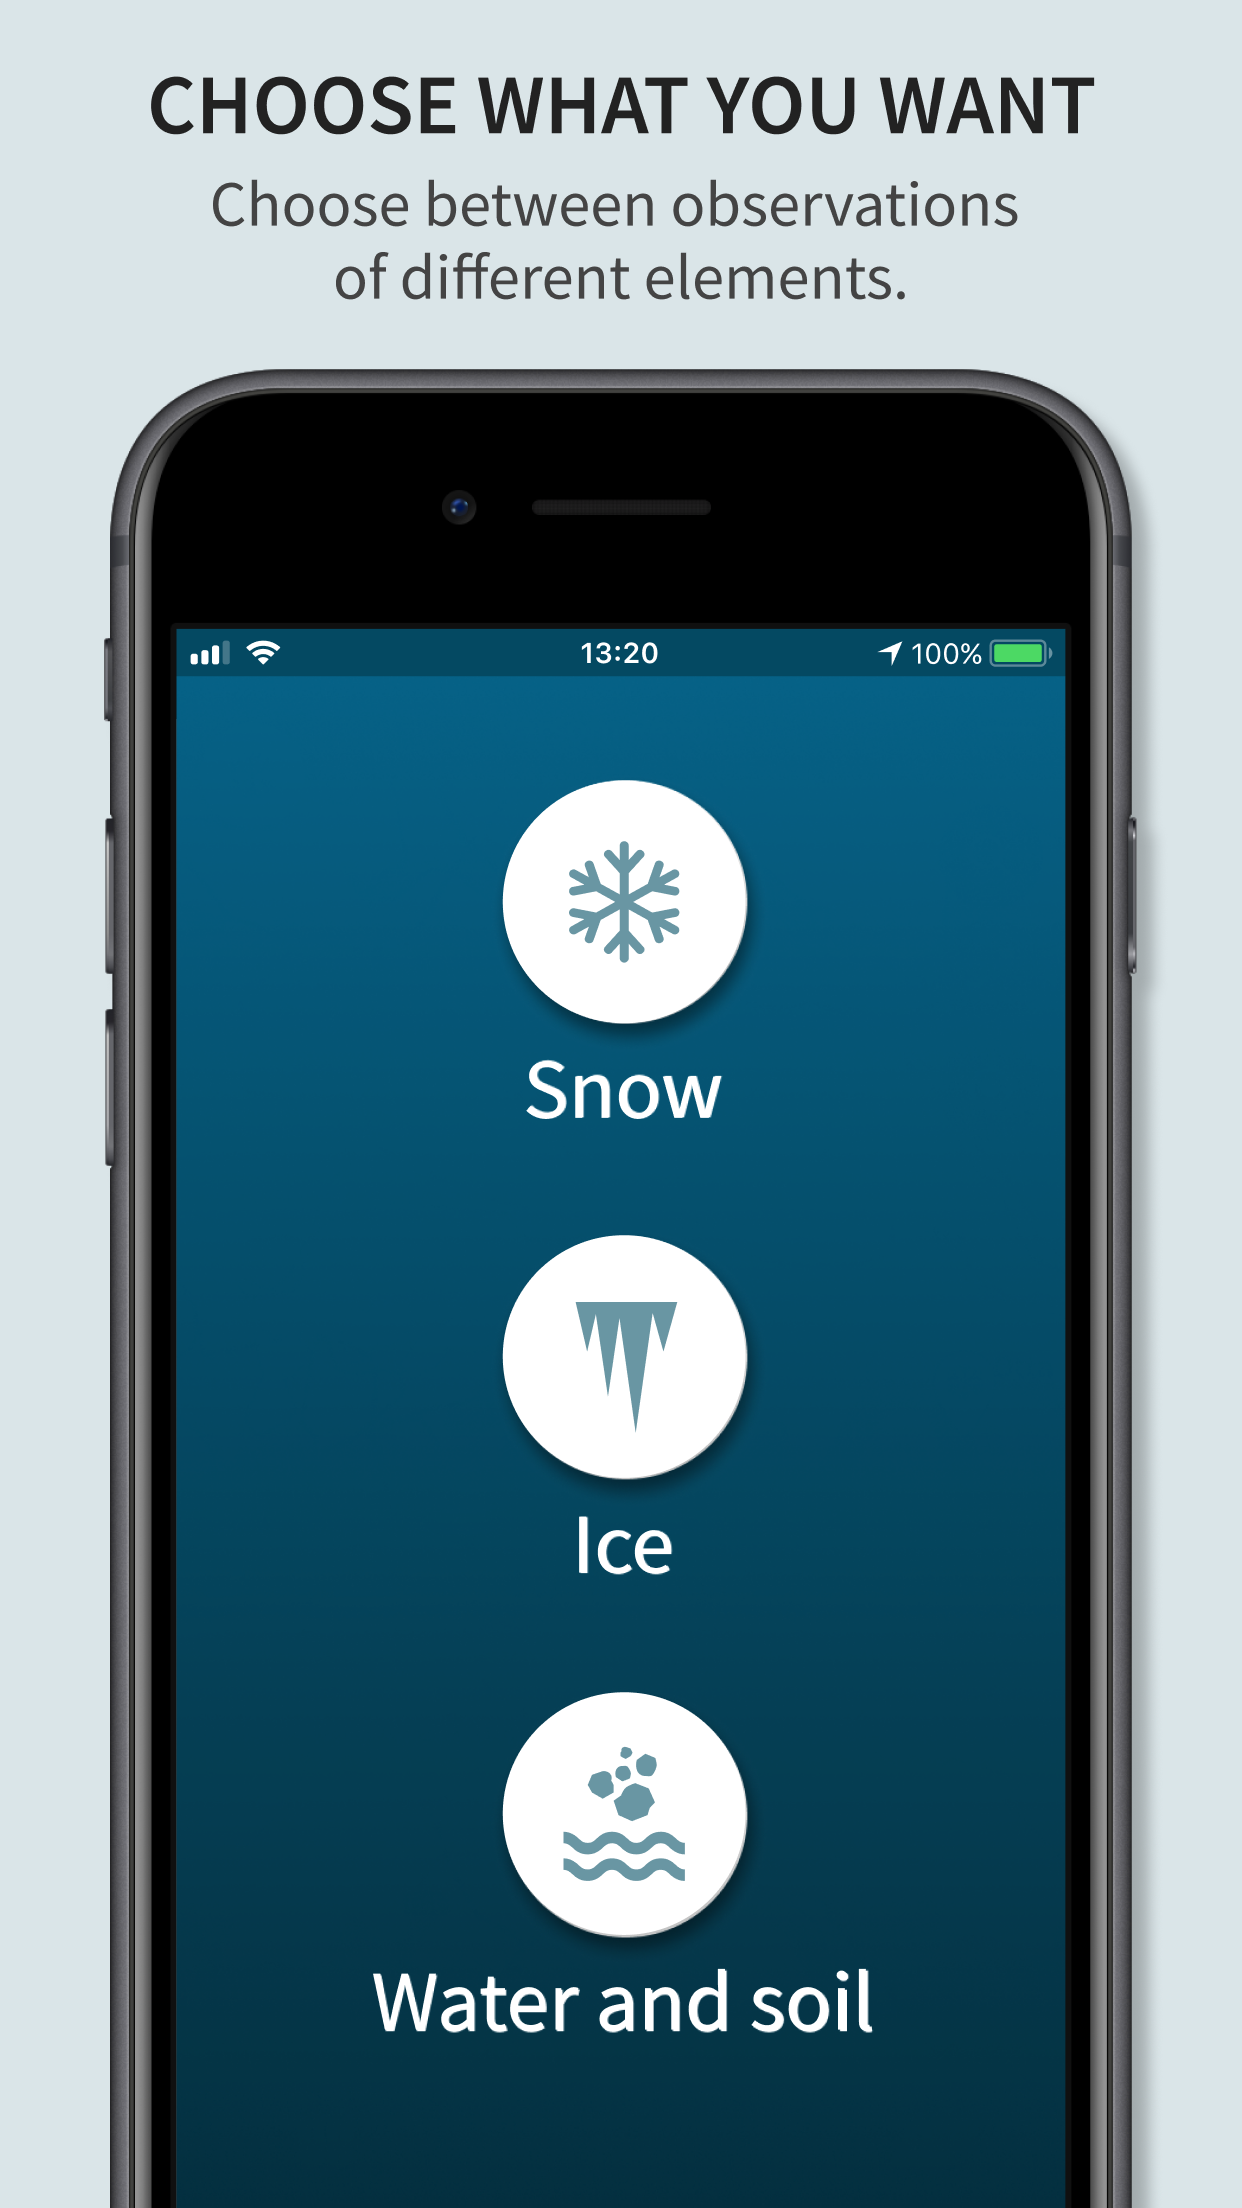 CHOOSE WHAT YOU WANT
Choose between observations
of different elements.
13:20
100%
Snow
Ice
Water and soil